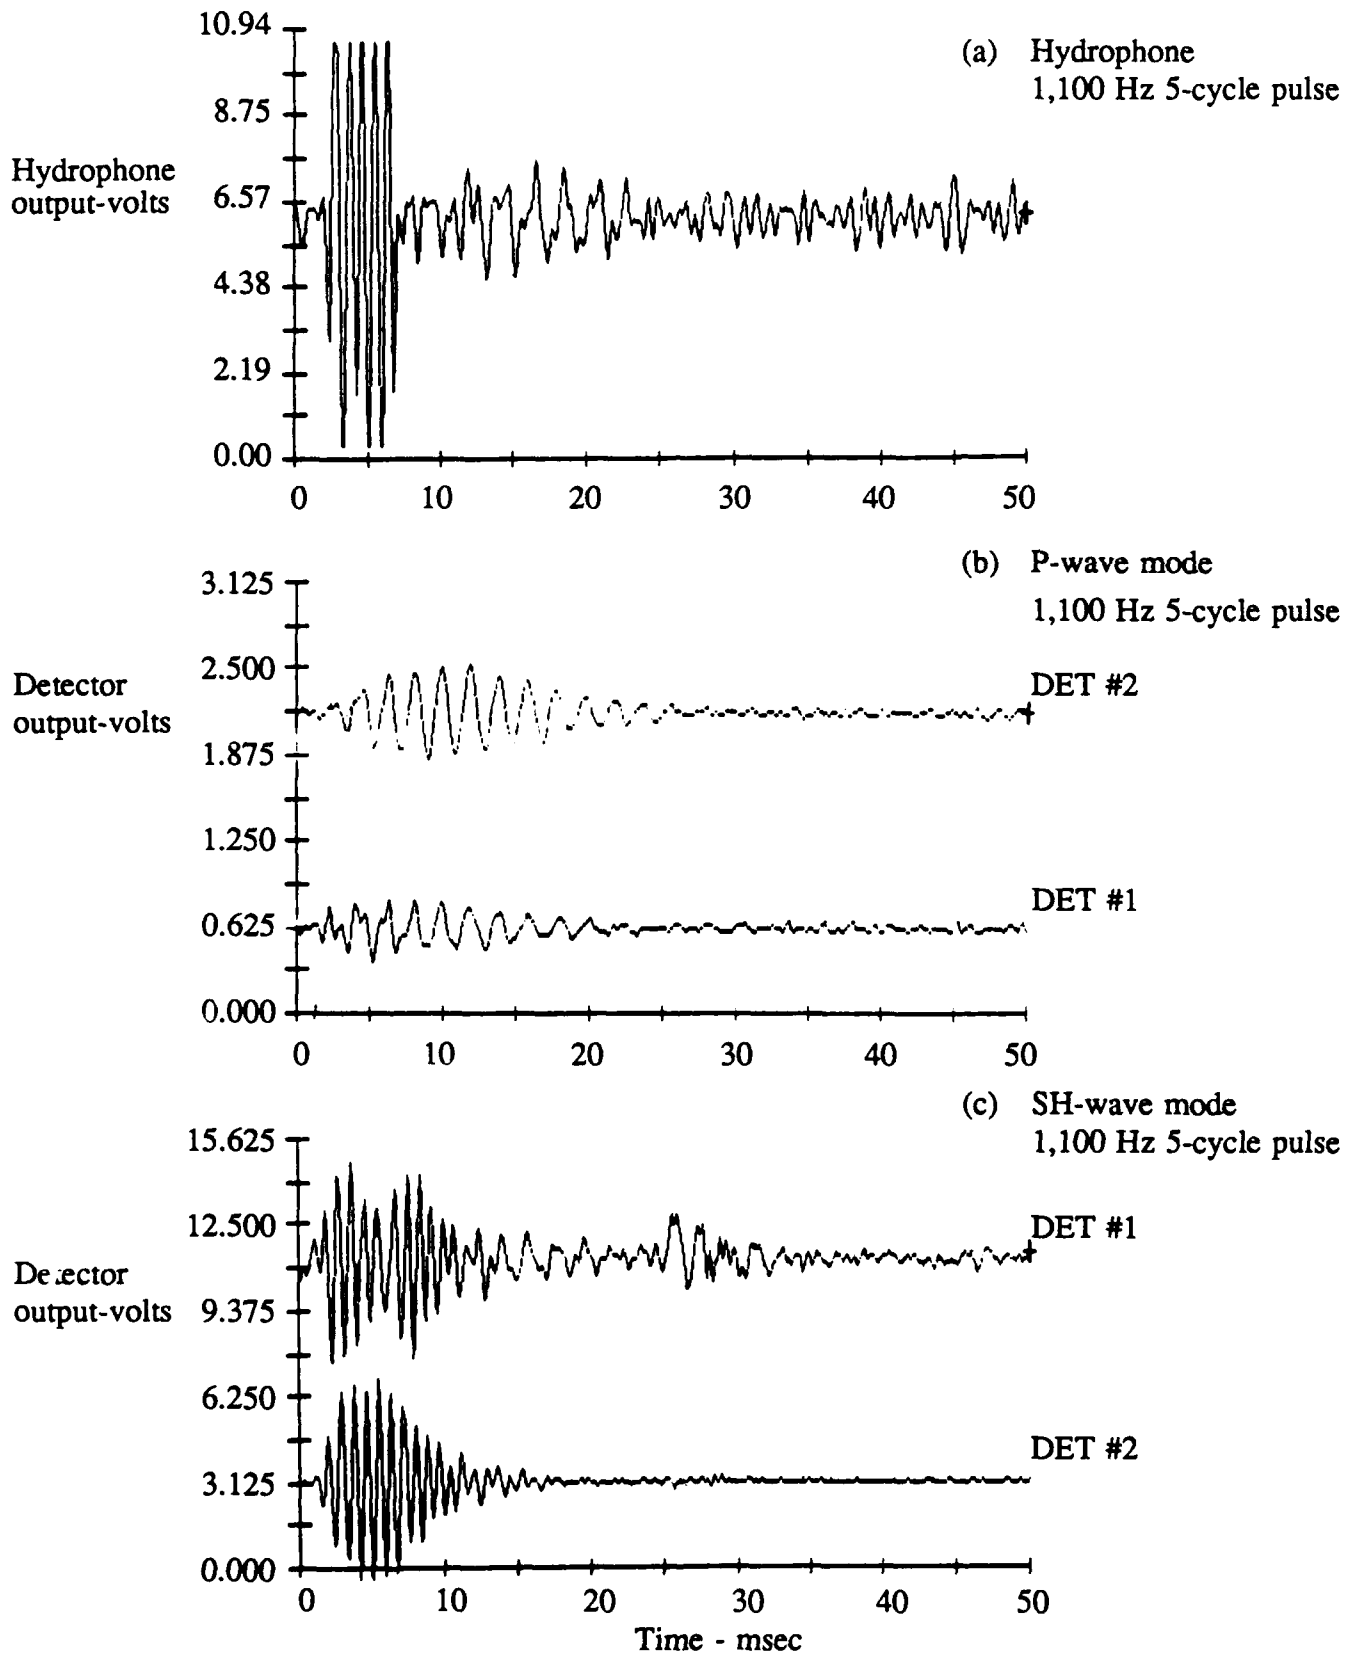 (a) Hydrophone
1,100 Hz 5-cycle pulse
Hydrophone
output-volts
10.94
8.75
6.57
4.38
2.19
0.00
0 10 20 30 40 50
(b) P-wave mode
1,100 Hz 5-cycle pulse
Detector
output-volts
3.125
2.500
1.875
1.250
0.625
0.000
DET #2
DET #1
0 10 20 30 40 50
(c) SH-wave mode
1,100 Hz 5-cycle pulse
output-volts
15.625
12.500
9.375
6.250
3.125
0.000
DET #1
DET #2
0 10 20 30 40 50
Time - msec